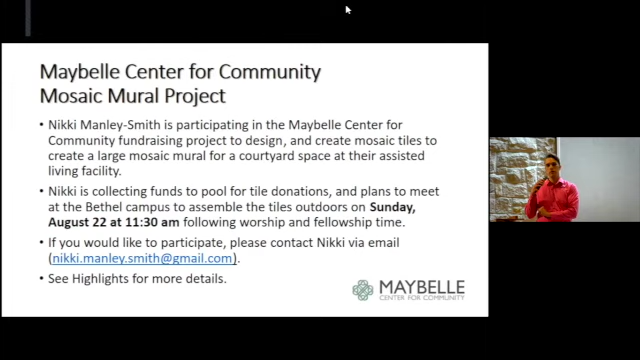 Maybelle Center for Community
Mosaic Mural Project
• Nikki Manley-Smith is participating in the Maybelle Center for
Community fundraising project to design, and create mosaic tiles to
create a large mosaic mural for a courtyard space at their assisted
living facility.
• Nikki is collecting funds to pool for tile donations, and plans to meet
at the Bethel campus to assemble the tiles outdoors on Sunday,
August 22 at 11:30 am following worship and fellowship time.
• If you would like to participate, please contact Nikki via email
(nikki.manley.smith@gmail.com).
• See Highlights for more details.
MAYBELLE
CENTER FOR COMMUNITY